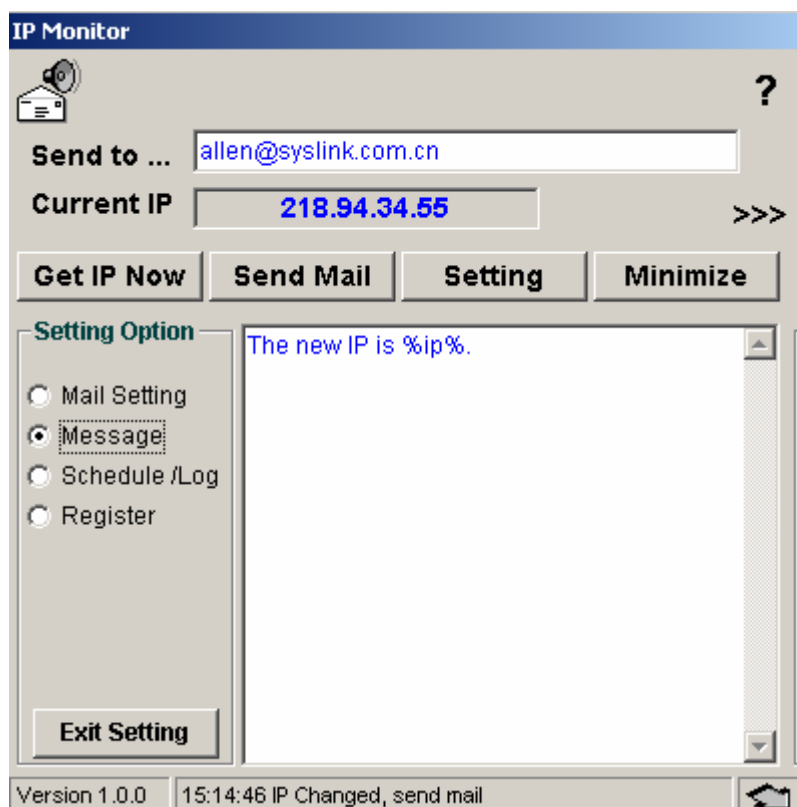 IP Monitor
?
Send to ... allen@syslink.com.cn
Current IP 218.94.34.55 >>>
Get IP Now Send Mail Setting Minimize
Setting Option
The new IP is %ip%.
Mail Setting
Message
Schedule /Log
Register
Exit Setting
Version 1.0.0 15:14:46 IP Changed, send mail